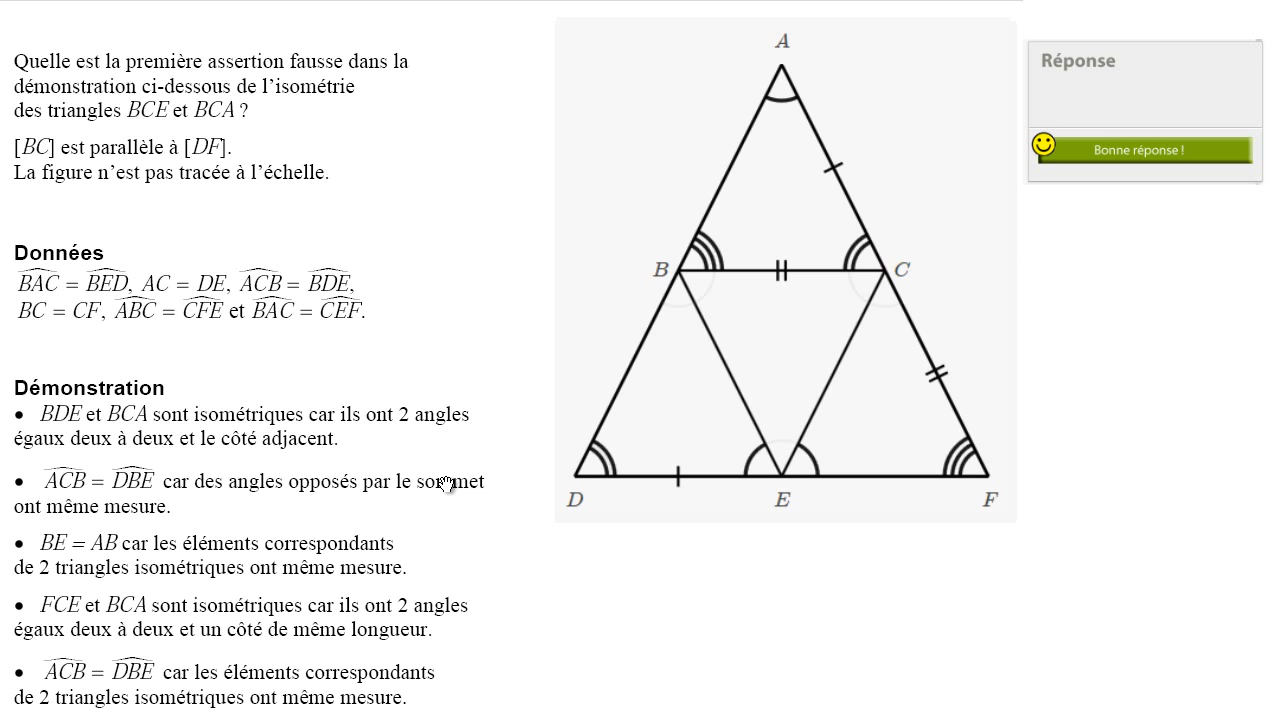 Quelle est la première assertion fausse dans la
démonstration ci-dessous de l’isométrie
des triangles BCE et BCA ?
[BC] est parallèle à [DF].
La figure n’est pas tracée à l’échelle.
Données
BAC = BED, AC = DE, ACB = BDE,
BC = CF, ABC = CFE et BAC = CEF.
Démonstration
• BDE et BCA sont isométriques car ils ont 2 angles
égaux deux à deux et le côté adjacent.
• ACB = DBE car des angles opposés par le sommet
ont même mesure.
• BE = AB car les éléments correspondants
de 2 triangles isométriques ont même mesure.
• FCE et BCA sont isométriques car ils ont 2 angles
égaux deux à deux et un côté de même longueur.
• ACB = DBE car les éléments correspondants
de 2 triangles isométriques ont même mesure.
A
B
C
D
E
F
Réponse
Bonne réponse !